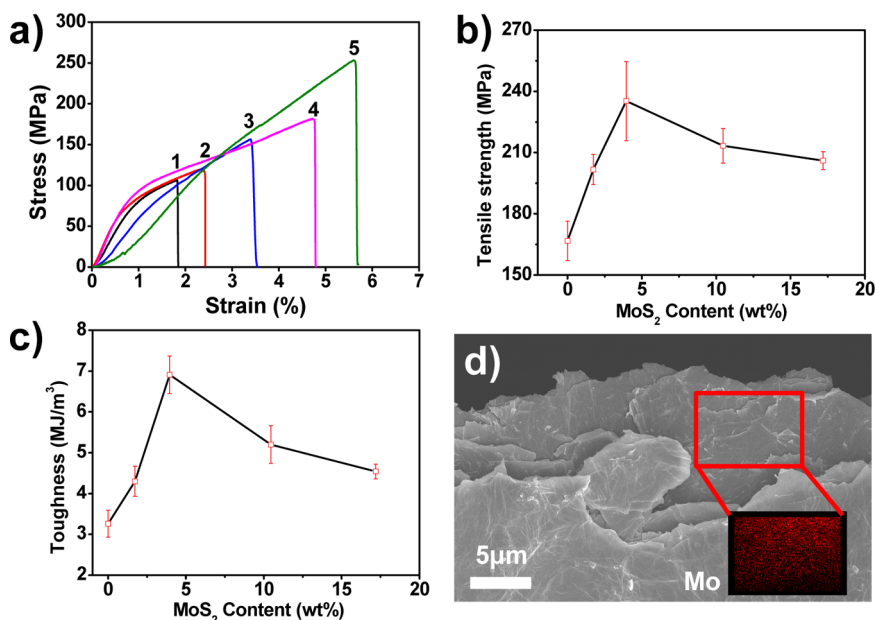 a)
300
250
200
150
100
50
0
Stress (MPa)
1
2
3
4
5
0 1 2 3 4 5 6 7
Strain (%)
b)
270
240
210
180
150
Tensile strength (MPa)
0 5 10 15 20
MoS₂ Content (wt%)
c)
8
7
6
5
4
3
2
Toughness (MJ/m³)
0 5 10 15 20
MoS₂ Content (wt%)
d)
5μm
Mo